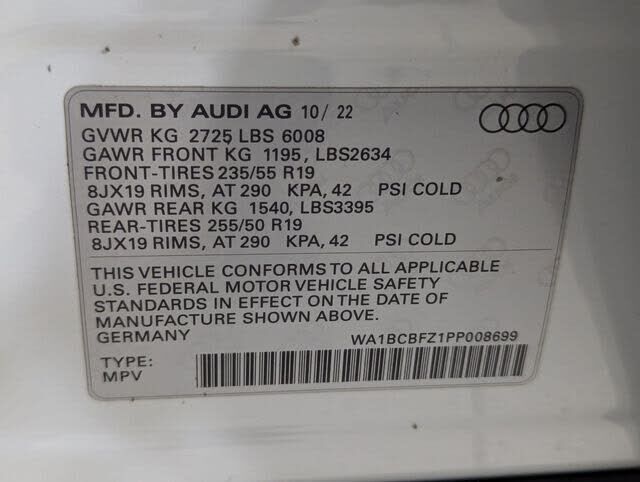 MFD. BY AUDI AG 10/ 22
GVWR KG 2725 LBS 6008
GAWR FRONT KG 1195, LBS2634
FRONT-TIRES 235/55 R19
8JX19 RIMS, AT 290 KPA, 42 PSI COLD
GAWR REAR KG 1540, LBS3395
REAR-TIRES 255/50 R19
8JX19 RIMS, AT 290 KPA, 42 PSI COLD
THIS VEHICLE CONFORMS TO ALL APPLICABLE
U.S. FEDERAL MOTOR VEHICLE SAFETY
STANDARDS IN EFFECT ON THE DATE OF
MANUFACTURE SHOWN ABOVE.
GERMANY WA1BCBFZ1PP008699
TYPE:
MPV